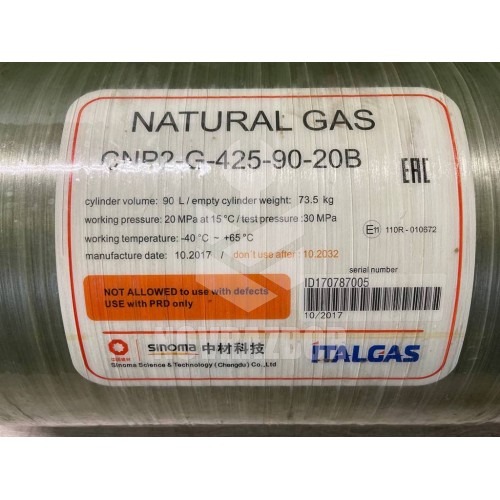 NATURAL GAS
CNP2-G-425-90-20B
EAC
cylinder volume: 90 L / empty cylinder weight: 73.5 kg
working pressure: 20 MPa at 15 °C / test pressure : 30 MPa
working temperature: -40 °C ~ +65 °C
manufacture date: 10.2017 / don`t use after : 10.2032
E11 110R - 010672
serial number
ID170787005
10/2017
NOT ALLOWED to use with defects
USE with PRD only
sinoma 中材科技
Sinoma Science & Technology (Chengdu) Co.,Ltd
ITALGAS